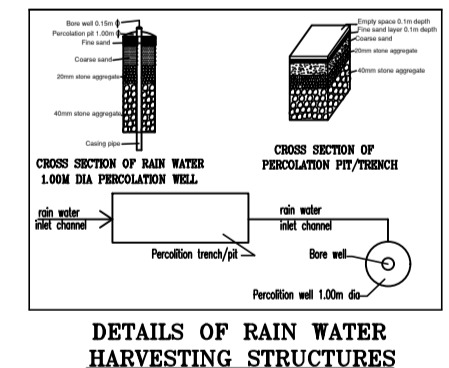 Bore well 0.15m ϕ
Percolation pit 1.00m ϕ
Fine sand
Coarse sand
20mm stone aggregate
40mm stone aggregate
Casing pipe
CROSS SECTION OF RAIN WATER
1.00M DIA PERCOLATION WELL
Empty space 0.1m depth
Fine sand layer 0.1m depth
Coarse sand
20mm stone aggregate
40mm stone aggregate
CROSS SECTION OF
PERCOLATION PIT/TRENCH
rain water
inlet channel
Percolition trench/pit
rain water
inlet channel
Bore well
Percolition well 1.00m dia
DETAILS OF RAIN WATER
HARVESTING STRUCTURES